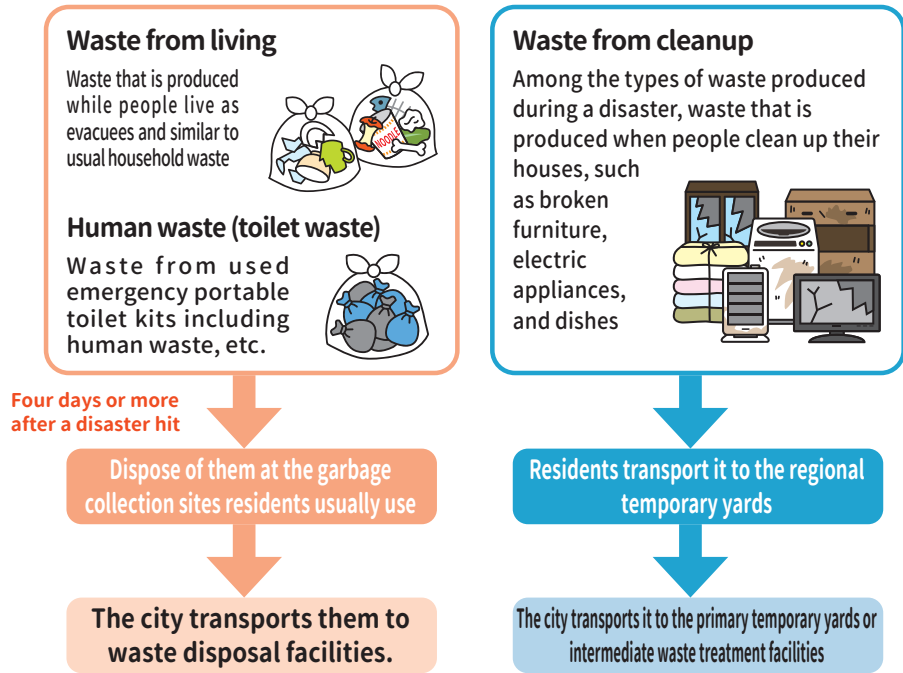 Waste from living
Waste that is produced
while people live as
evacuees and similar to
usual household waste
NOODLE
Human waste (toilet waste)
Waste from used
emergency portable
toilet kits including
human waste, etc.
Four days or more
after a disaster hit
Dispose of them at the garbage
collection sites residents usually use
The city transports them to
waste disposal facilities.
Waste from cleanup
Among the types of waste produced
during a disaster, waste that is
produced when people clean up their
houses, such
as broken
furniture,
electric
appliances,
and dishes
Residents transport it to the regional
temporary yards
The city transports it to the primary temporary yards or
intermediate waste treatment facilities